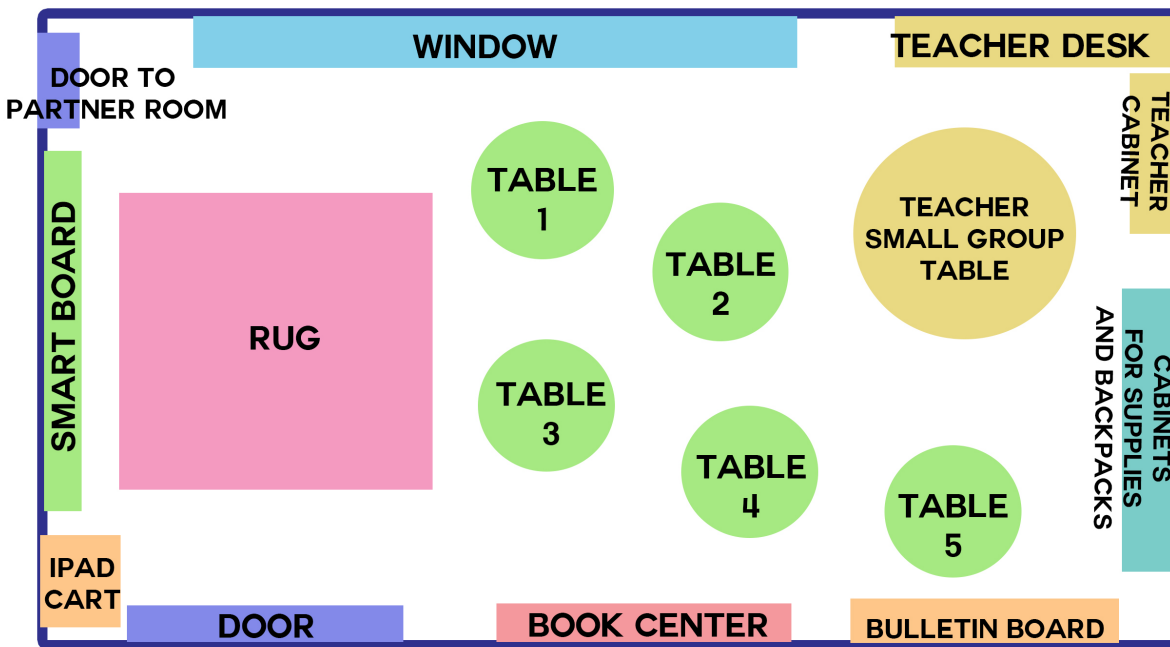 WINDOW
TEACHER DESK
DOOR TO
PARTNER ROOM
TEACHER
CABINET
TABLE
1
TEACHER
SMALL GROUP
TABLE
TABLE
2
SMART BOARD
RUG
CABINETS
FOR SUPPLIES
AND BACKPACKS
TABLE
3
TABLE
4
TABLE
5
IPAD
CART
DOOR
BOOK CENTER
BULLETIN BOARD